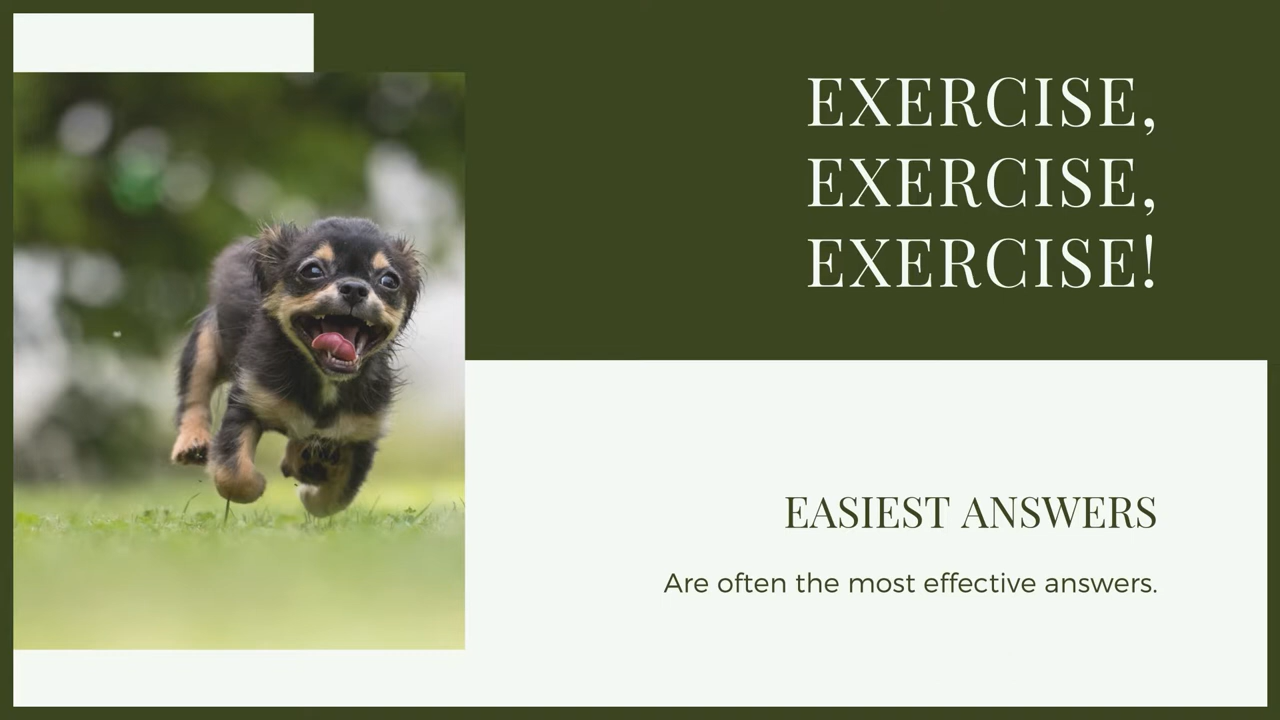 EXERCISE,
EXERCISE,
EXERCISE!
EASIEST ANSWERS
Are often the most effective answers.